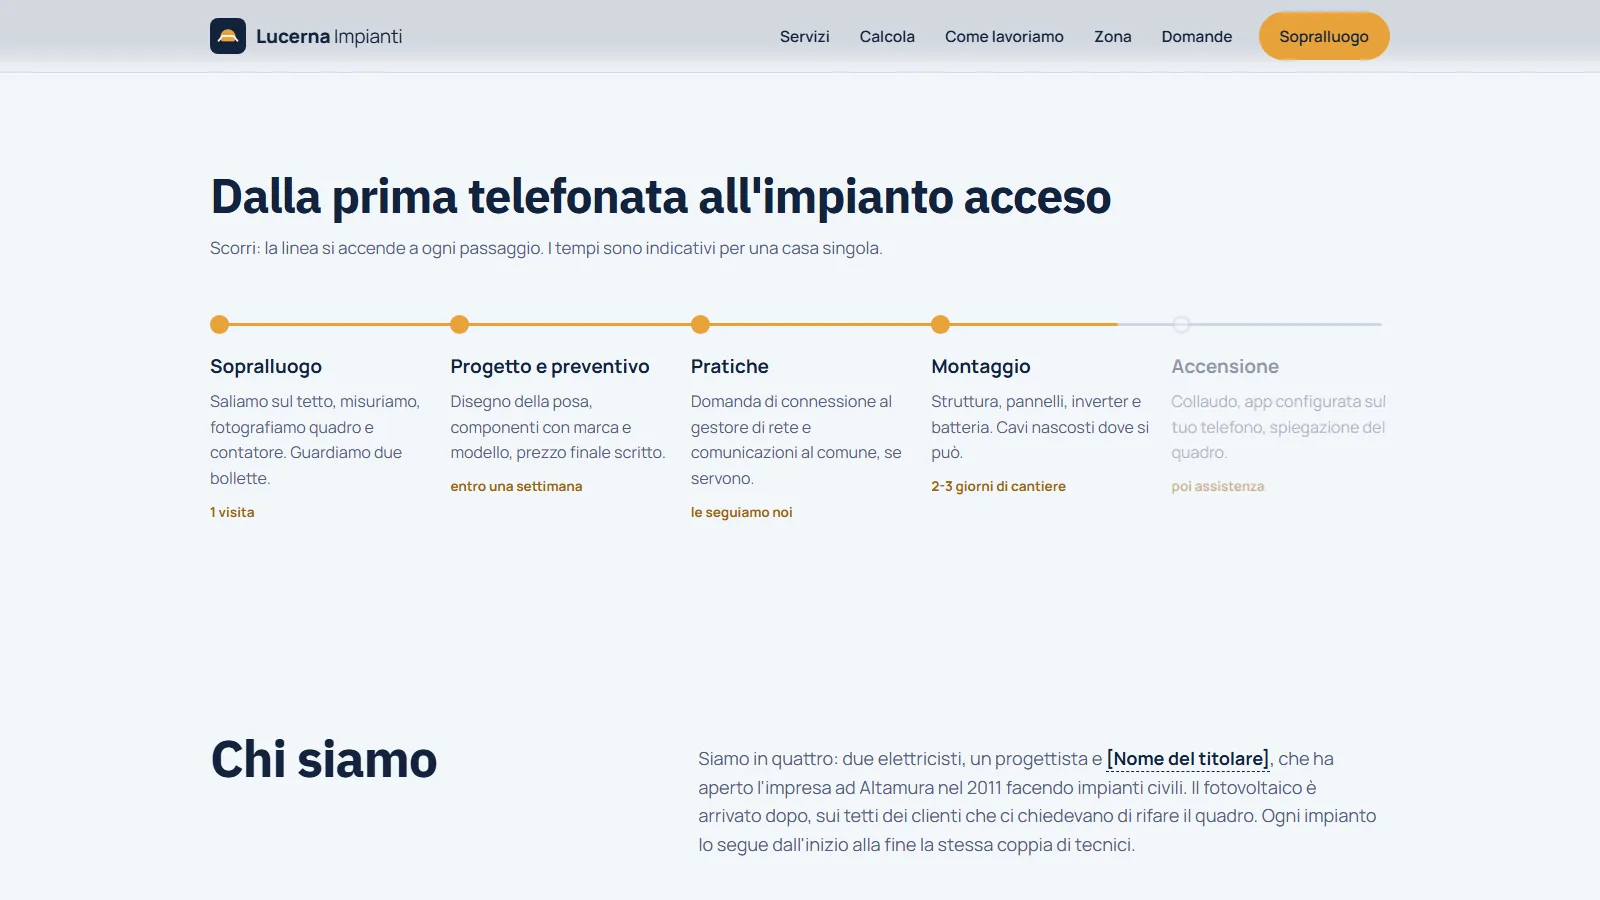 Lucerna Impianti
Servizi
Calcola
Come lavoriamo
Zona
Domande
Sopralluogo
Dalla prima telefonata all'impianto acceso
Scorri: la linea si accende a ogni passaggio. I tempi sono indicativi per una casa singola.
Sopralluogo
Saliamo sul tetto, misuriamo,
fotografiamo quadro e
contatore. Guardiamo due
bollette.
1 visita
Progetto e preventivo
Disegno della posa,
componenti con marca e
modello, prezzo finale scritto.
entro una settimana
Pratiche
Domanda di connessione al
gestore di rete e
comunicazioni al comune, se
servono.
le seguiamo noi
Montaggio
Struttura, pannelli, inverter e
batteria. Cavi nascosti dove si
può.
2-3 giorni di cantiere
Accensione
Collaudo, app configurata sul
tuo telefono, spiegazione del
quadro.
poi assistenza
Chi siamo
Siamo in quattro: due elettricisti, un progettista e [Nome del titolare], che ha
aperto l'impresa ad Altamura nel 2011 facendo impianti civili. Il fotovoltaico è
arrivato dopo, sui tetti dei clienti che ci chiedevano di rifare il quadro. Ogni impianto
lo segue dall'inizio alla fine la stessa coppia di tecnici.